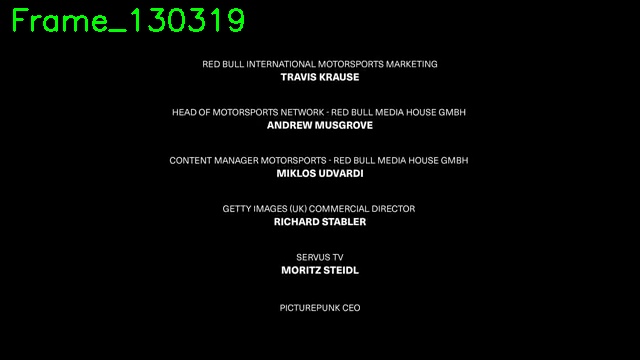 Frame_130319
RED BULL INTERNATIONAL MOTORSPORTS MARKETING
TRAVIS KRAUSE
HEAD OF MOTORSPORTS NETWORK - RED BULL MEDIA HOUSE GMBH
ANDREW MUSGROVE
CONTENT MANAGER MOTORSPORTS - RED BULL MEDIA HOUSE GMBH
MIKLOS UDVARDI
GETTY IMAGES (UK) COMMERCIAL DIRECTOR
RICHARD STABLER
SERVUS TV
MORITZ STEIDL
PICTUREPUNK CEO